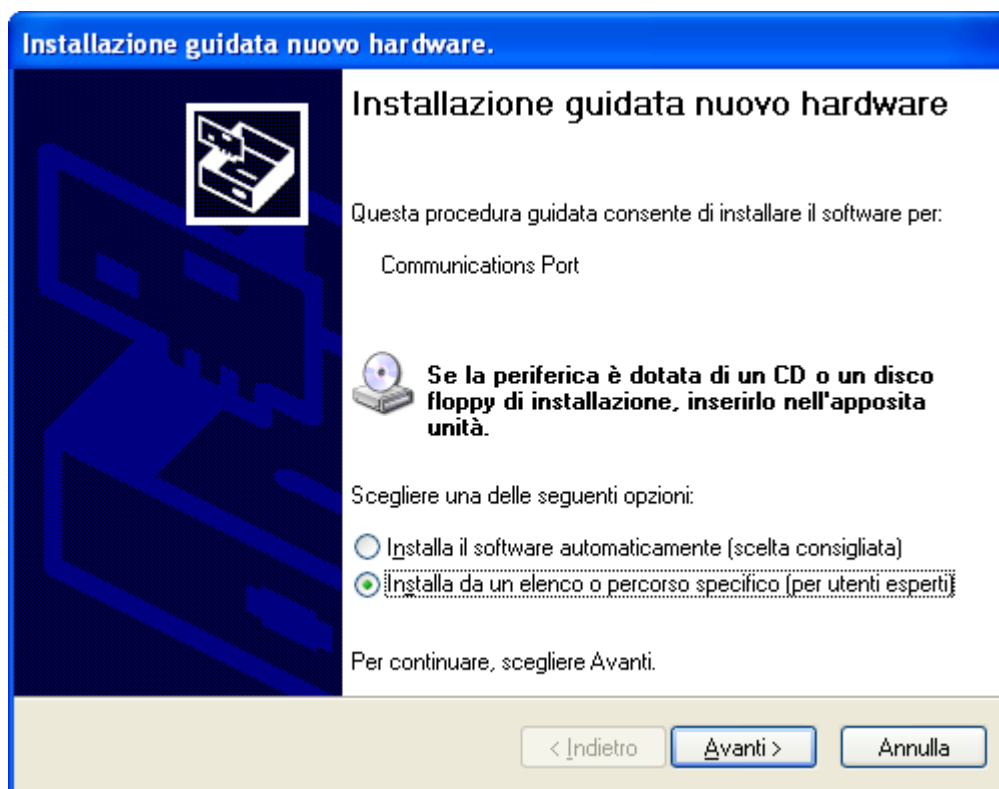 Installazione guidata nuovo hardware.
Installazione guidata nuovo hardware
Questa procedura guidata consente di installare il software per:
Communications Port
Se la periferica è dotata di un CD o un disco
floppy di installazione, inserirlo nell'apposita
unità.
Scegliere una delle seguenti opzioni:
Installa il software automaticamente (scelta consigliata)
Installa da un elenco o percorso specifico (per utenti esperti)
Per continuare, scegliere Avanti.
< Indietro Avanti > Annulla